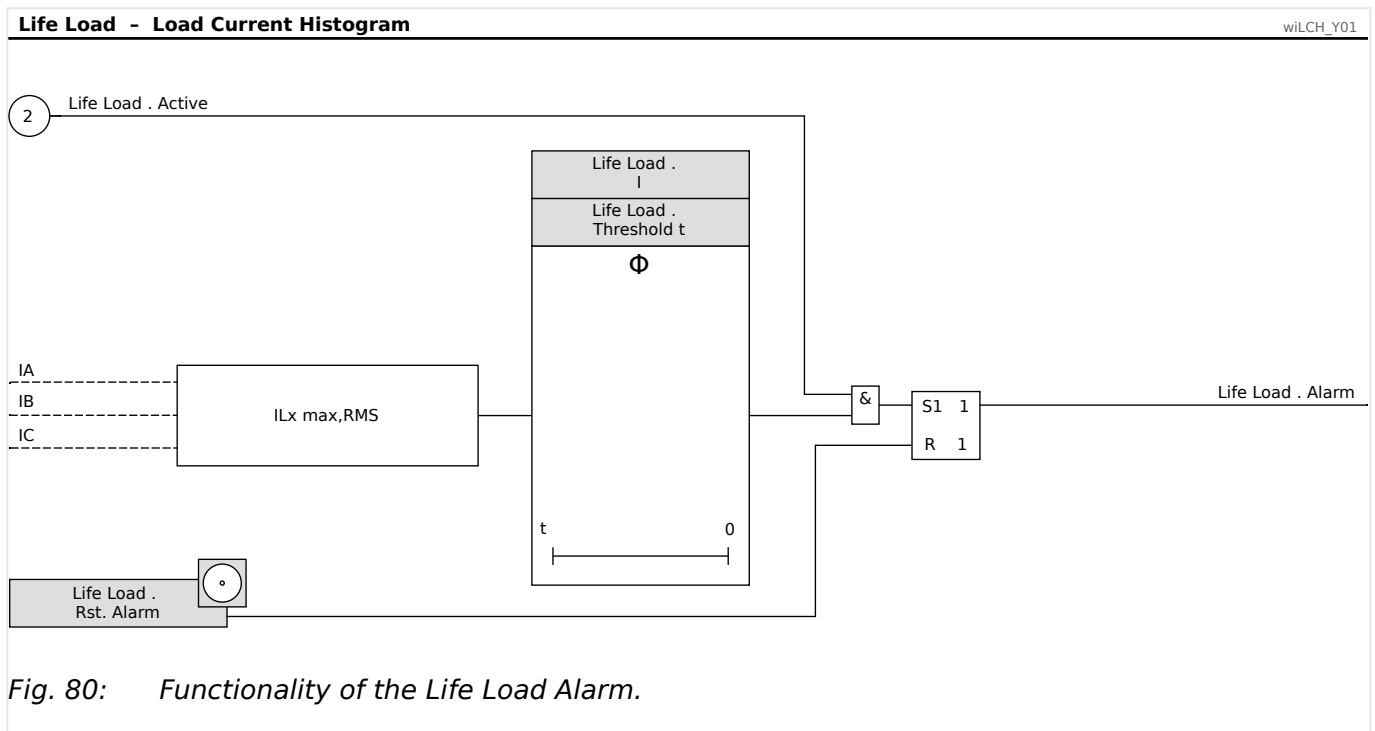 Life Load – Load Current Histogram
wiLCH_Y01
2
Life Load . Active
Life Load .
I
Life Load .
Threshold t
Φ
IA
IB
IC
ILx max,RMS
&
S1 1
R 1
Life Load . Alarm
t 0
Life Load .
Rst. Alarm
Fig. 80: Functionality of the Life Load Alarm.